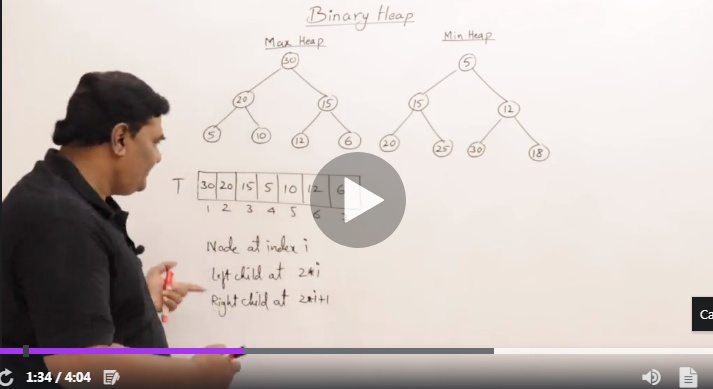 Binary Heap
Max Heap
Min Heap
30
5
20
15
15
12
5
10
12
6
20
25
30
18
T 30 20 15 5 10 12 6
1 2 3 4 5 6
Node at index i
Left child at 2*i
Right child at 2*i+1
Ca
1:34 / 4:04